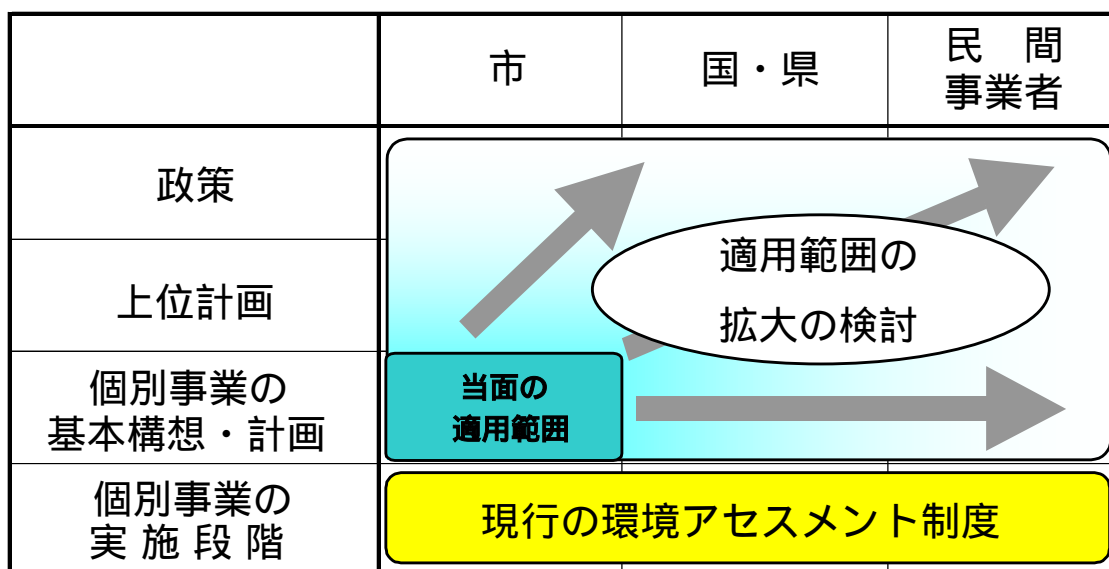 市
国・県
民　間
事業者
政策
上位計画
適用範囲の
拡大の検討
個別事業の
基本構想・計画
当面の
適用範囲
個別事業の
実 施 段 階
現行の環境アセスメント制度